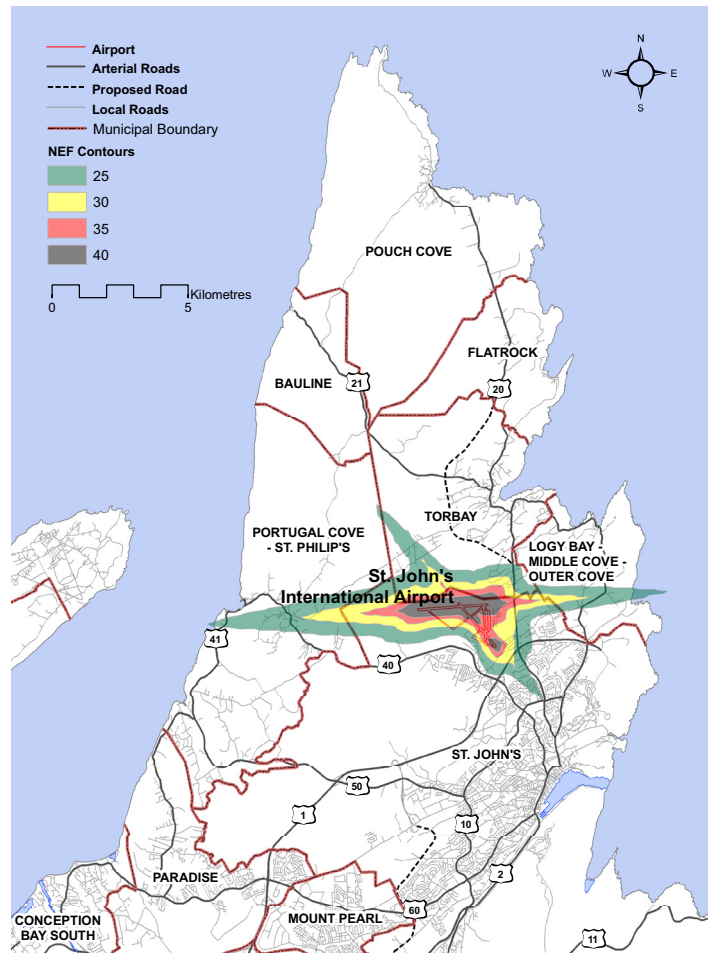 Airport
Arterial Roads
Proposed Road
Local Roads
Municipal Boundary
NEF Contours
25
30
35
40
Kilometres
0 5
N
W E
S
POUCH COVE
FLATROCK
BAULINE
21
20
TORBAY
PORTUGAL COVE
- ST. PHILIP'S
LOGY BAY -
MIDDLE COVE -
OUTER COVE
St. John's
International Airport
41
40
ST. JOHN'S
50
1
10
2
PARADISE
MOUNT PEARL
60
CONCEPTION
BAY SOUTH
11